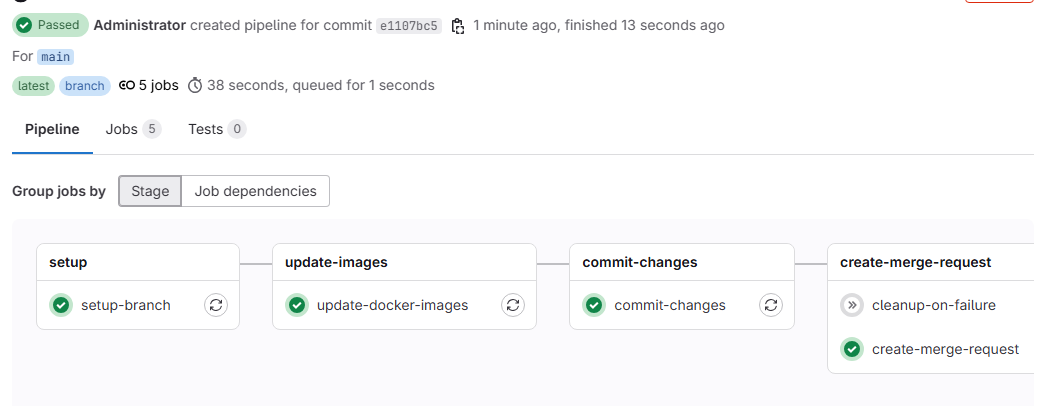 Passed Administrator created pipeline for commit e1107bc5 1 minute ago, finished 13 seconds ago
For main
latest branch 5 jobs 38 seconds, queued for 1 seconds
Pipeline Jobs 5 Tests 0
Group jobs by Stage Job dependencies
setup update-images commit-changes create-merge-request
setup-branch update-docker-images commit-changes cleanup-on-failure
create-merge-request